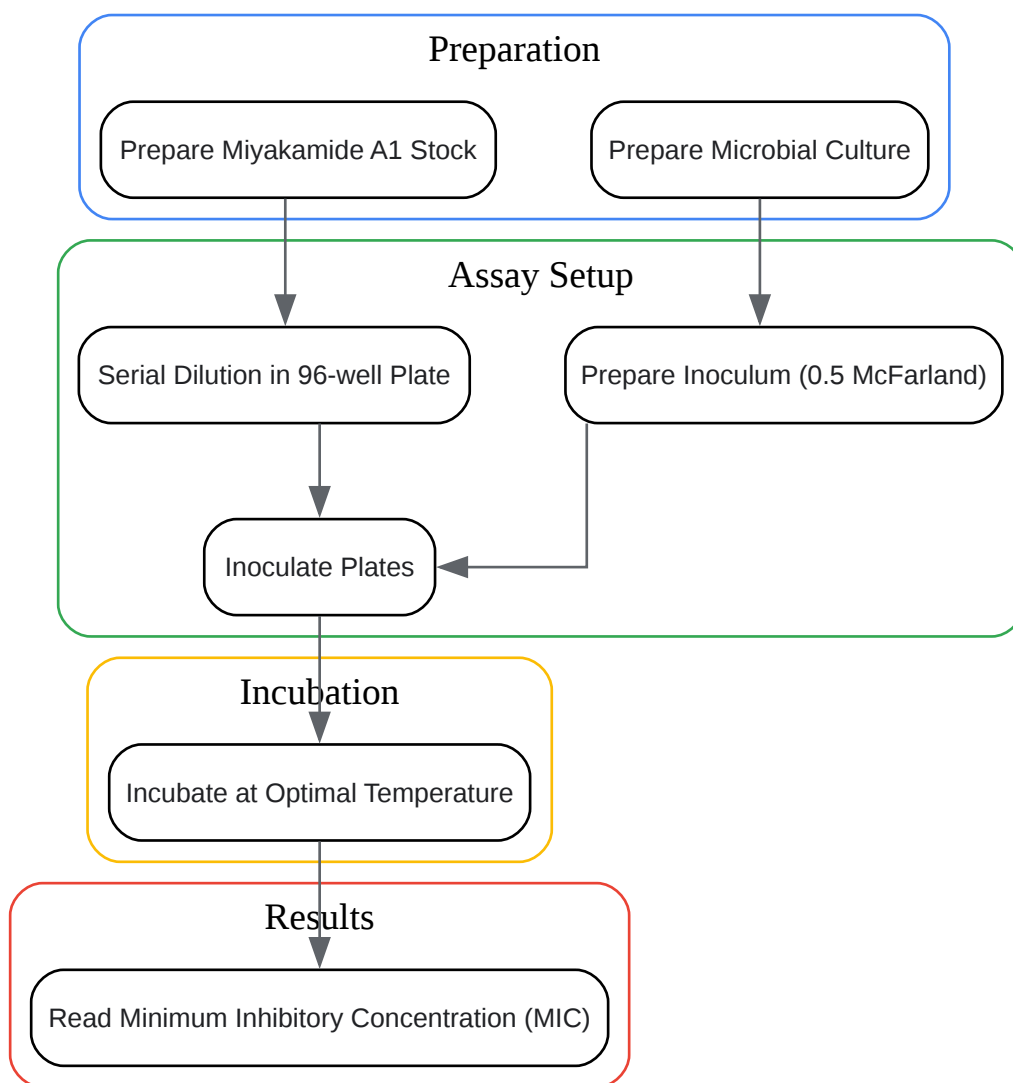 Preparation
Prepare Miyakamide A1 Stock
Prepare Microbial Culture
Assay Setup
Serial Dilution in 96-well Plate
Prepare Inoculum (0.5 McFarland)
Inoculate Plates
Incubation
Incubate at Optimal Temperature
Results
Read Minimum Inhibitory Concentration (MIC)